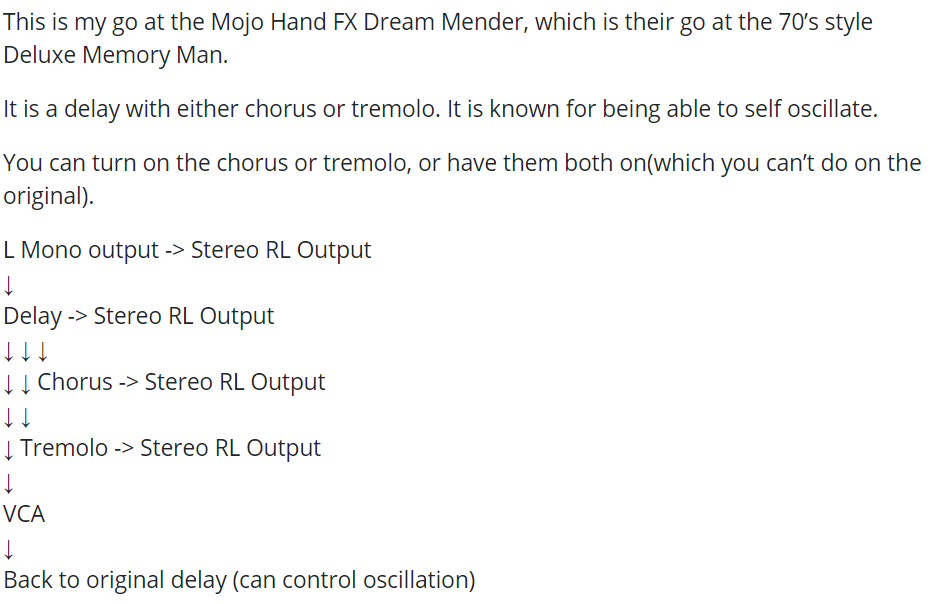 This is my go at the Mojo Hand FX Dream Mender, which is their go at the 70’s style
Deluxe Memory Man.
It is a delay with either chorus or tremolo. It is known for being able to self oscillate.
You can turn on the chorus or tremolo, or have them both on(which you can’t do on the
original).
L Mono output -> Stereo RL Output
↓
Delay -> Stereo RL Output
↓ ↓ ↓
↓ ↓ Chorus -> Stereo RL Output
↓ ↓
↓ Tremolo -> Stereo RL Output
↓
VCA
↓
Back to original delay (can control oscillation)